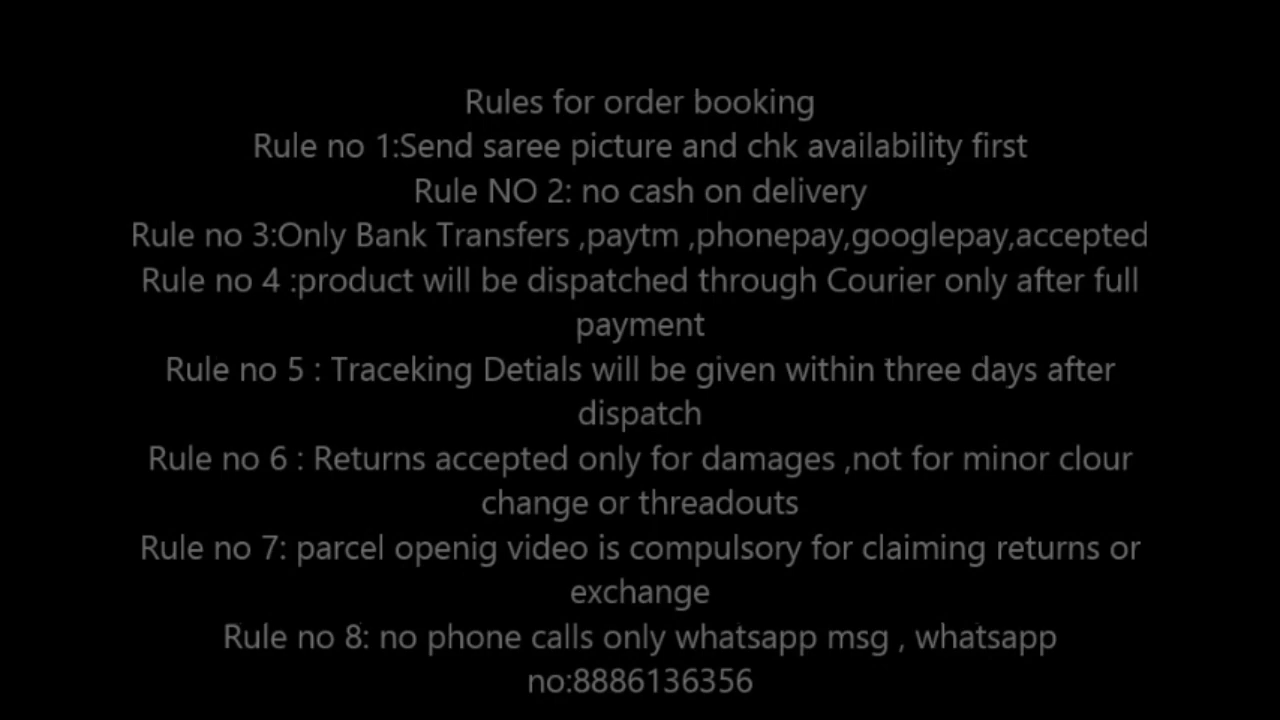 Rules for order booking
Rule no 1:Send saree picture and chk availability first
Rule NO 2: no cash on delivery
Rule no 3:Only Bank Transfers ,paytm ,phonepay,googlepay,accepted
Rule no 4 :product will be dispatched through Courier only after full
payment
Rule no 5 : Traceking Detials will be given within three days after
dispatch
Rule no 6 : Returns accepted only for damages ,not for minor clour
change or threadouts
Rule no 7: parcel openig video is compulsory for claiming returns or
exchange
Rule no 8: no phone calls only whatsapp msg , whatsapp
no:8886136356